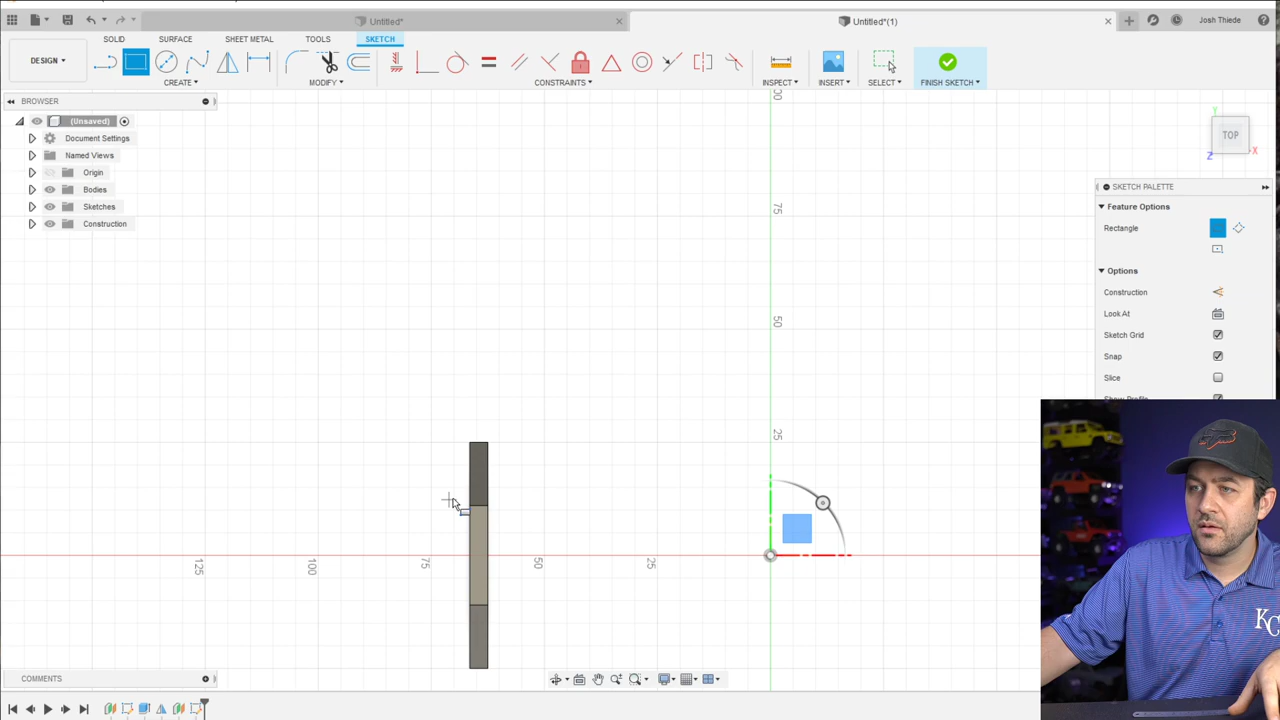 Untitled*
Untitled*(1)
Josh Thiede
DESIGN
SOLID
SURFACE
SHEET METAL
TOOLS
SKETCH
CREATE
MODIFY
CONSTRAINTS
INSPECT
INSERT
SELECT
FINISH SKETCH
BROWSER
(Unsaved)
Document Settings
Named Views
Origin
Bodies
Sketches
Construction
TOP
Y
X
Z
SKETCH PALETTE
Feature Options
Rectangle
Options
Construction
Look At
Sketch Grid
Snap
Slice
75
50
25
125
100
75
50
25
KC
COMMENTS